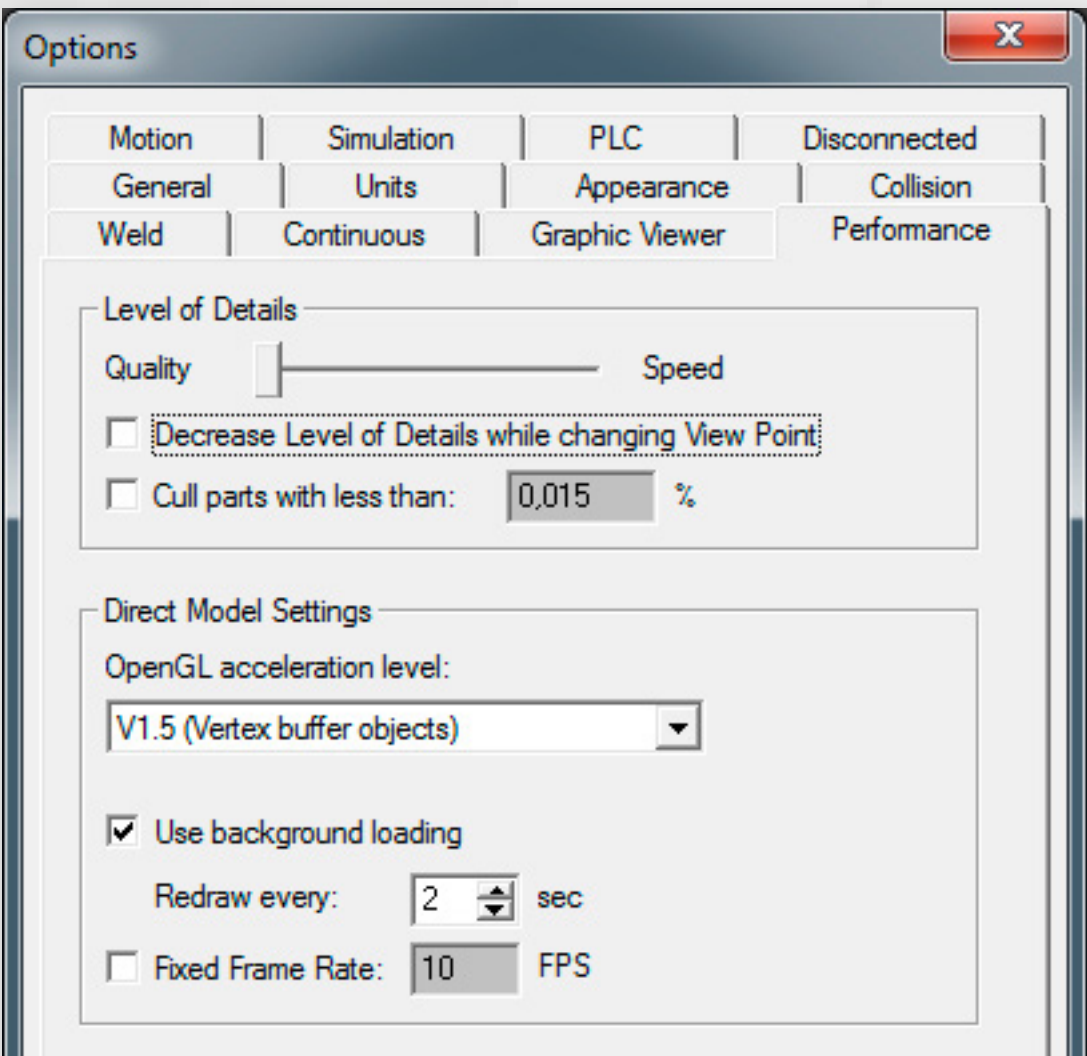 Options
Motion Simulation PLC Disconnected
General Units Appearance Collision
Weld Continuous Graphic Viewer Performance
Level of Details
Quality Speed
Decrease Level of Details while changing View Point
Cull parts with less than: 0,015 %
Direct Model Settings
OpenGL acceleration level:
V1.5 (Vertex buffer objects)
Use background loading
Redraw every: 2 sec
Fixed Frame Rate: 10 FPS